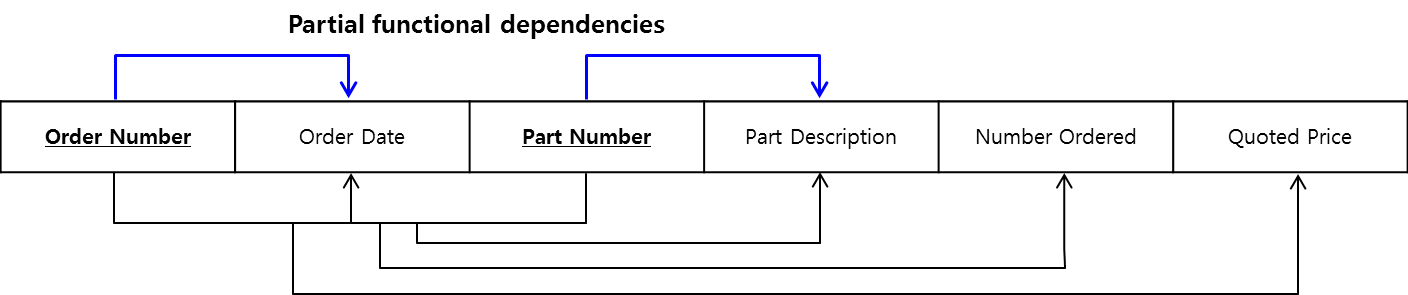 Partial functional dependencies
Order Number
Order Date
Part Number
Part Description
Number Ordered
Quoted Price